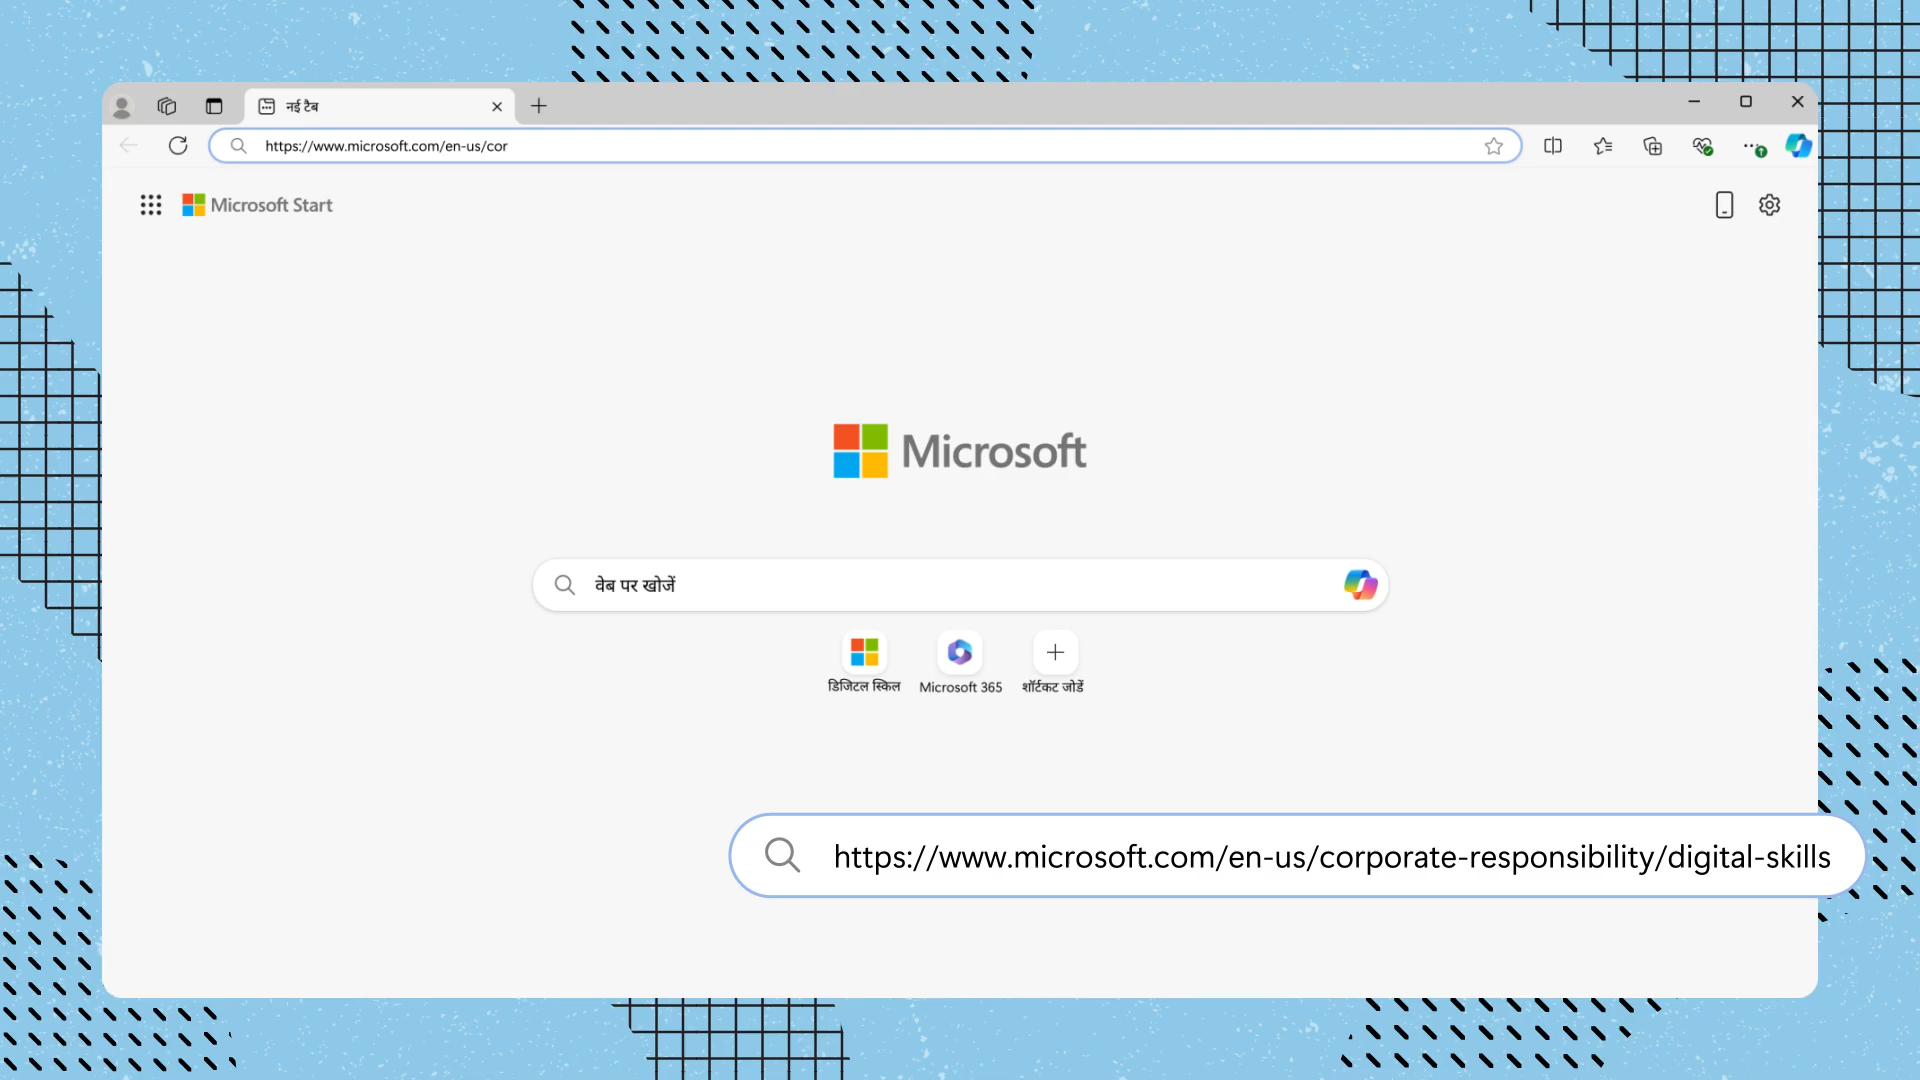 नई टैब
https://www.microsoft.com/en-us/cor
Microsoft Start
Microsoft
वेब पर खोजें
डिजिटल स्किल
Microsoft 365
शॉर्टकट जोडें
https://www.microsoft.com/en-us/corporate-responsibility/digital-skills